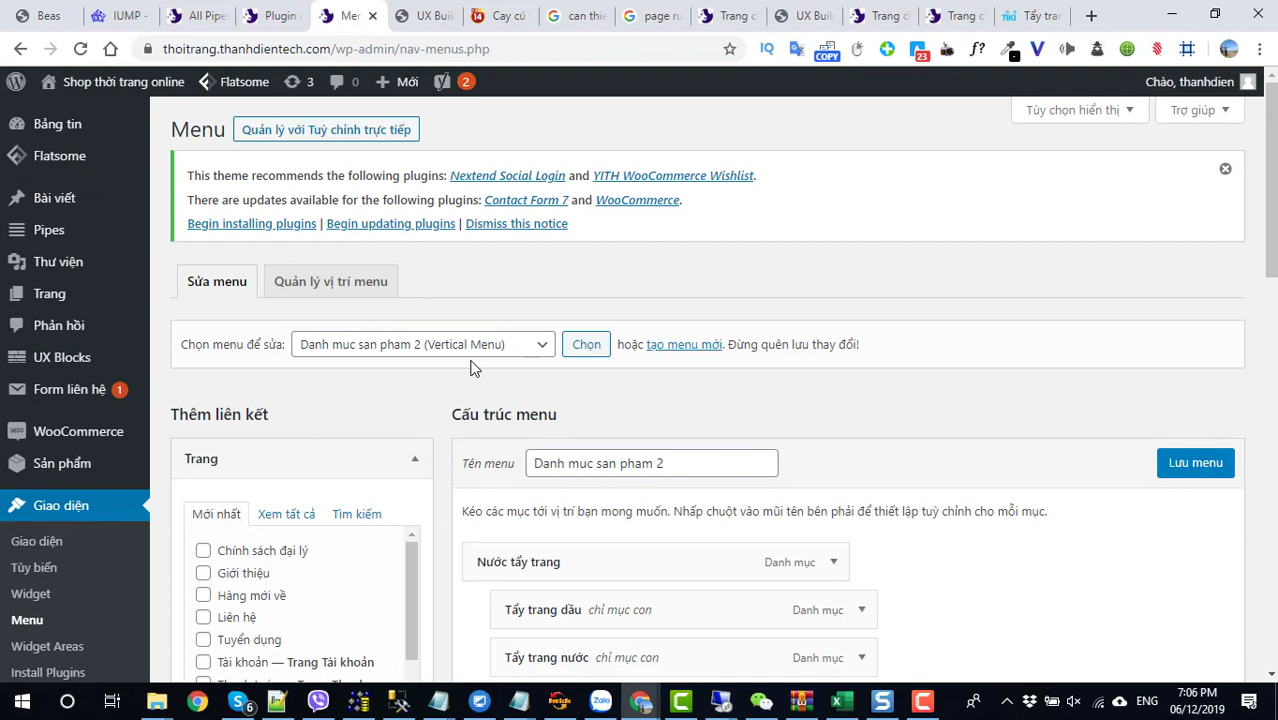 Beas
IUMP -
All Pipe
Plugin
Mer
UX Buil
Cay cú
can thie
page ru
Trang c
UX Buil
Trang cl
Trang c
Tẩy trar
thoitrang.thanhdientech.com/wp-admin/nav-menus.php
COPY
23
Shop thời trang online
Flatsome
3
0
Mới
2
Chào, thanhdien
Bảng tin
Flatsome
Bài viết
Pipes
Thư viện
Trang
Phản hồi
UX Blocks
Form liên hệ 1
WooCommerce
Sản phẩm
Giao diện
Giao diện
Tùy biến
Widget
Menu
Widget Areas
Install Plugins
Tùy chọn hiển thị
Trợ giúp
Menu
Quản lý với Tuỳ chỉnh trực tiếp
This theme recommends the following plugins: Nextend Social Login and YITH WooCommerce Wishlist.
There are updates available for the following plugins: Contact Form 7 and WooCommerce.
Begin installing plugins | Begin updating plugins | Dismiss this notice
Sửa menu
Quản lý vị trí menu
Chọn menu để sửa: Danh muc san pham 2 (Vertical Menu) Chọn hoặc tạo menu mới. Đừng quên lưu thay đổi!
Thêm liên kết
Trang
Mới nhất
Xem tất cả
Tìm kiếm
Chính sách đại lý
Giới thiệu
Hàng mới về
Liên hệ
Tuyển dụng
Tài khoản — Trang Tài khoản
Cấu trúc menu
Tên menu
Danh muc san pham 2
Lưu menu
Kéo các mục tới vị trí bạn mong muốn. Nhấp chuột vào mũi tên bên phải để thiết lập tuỳ chỉnh cho mỗi mục.
Nước tẩy trang Danh mục
Tẩy trang dầu chỉ mục con Danh mục
Tẩy trang nước chỉ mục con Danh mục
6
Zalo
ENG
7:06 PM
06/12/2019